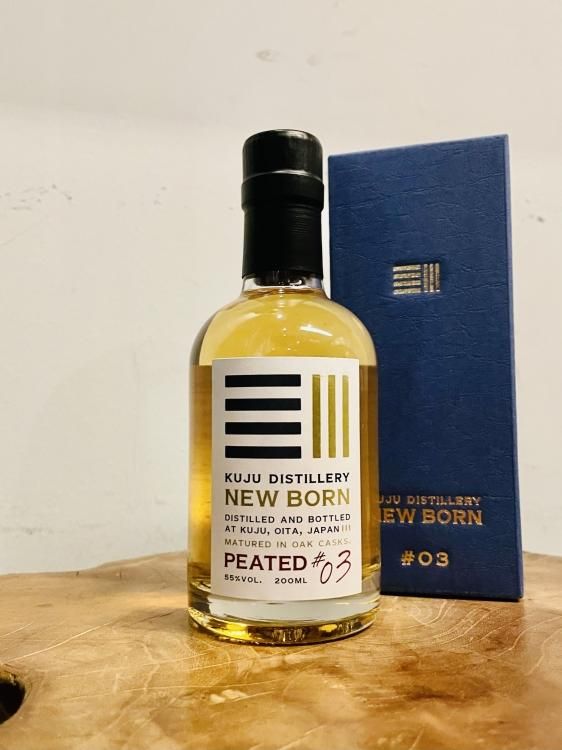 KUJU DISTILLERY
NEW BORN
DISTILLED AND BOTTLED
AT KUJU, OITA, JAPAN
MATURED IN OAK CASKS.
PEATED #03
55%VOL. 200ML
KUJU DISTILLERY
NEW BORN
#03